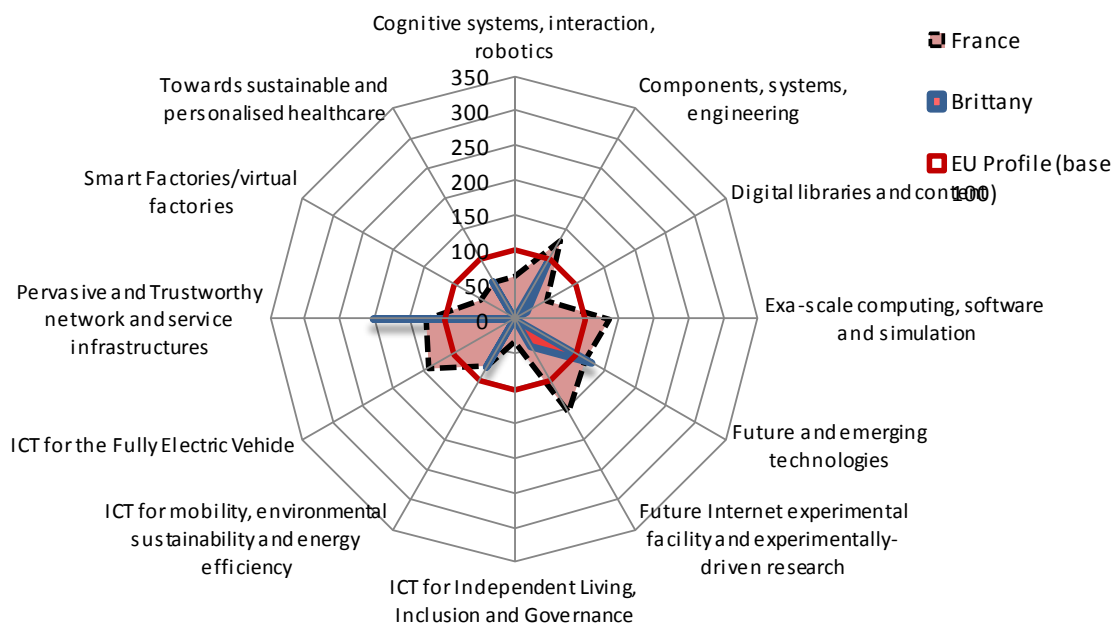 Cognitive systems, interaction,
robotics
France
Brittany
EU Profile (base
100)
Components, systems,
engineering
Digital libraries and content
Exa-scale computing, software
and simulation
Future and emerging
technologies
Future Internet experimental
facility and experimentally-
driven research
ICT for Independent Living,
Inclusion and Governance
ICT for mobility, environmental
sustainability and energy
efficiency
ICT for the Fully Electric Vehicle
Pervasive and Trustworthy
network and service
infrastructures
Smart Factories/virtual
factories
Towards sustainable and
personalised healthcare
350
300
250
200
150
100
50
0